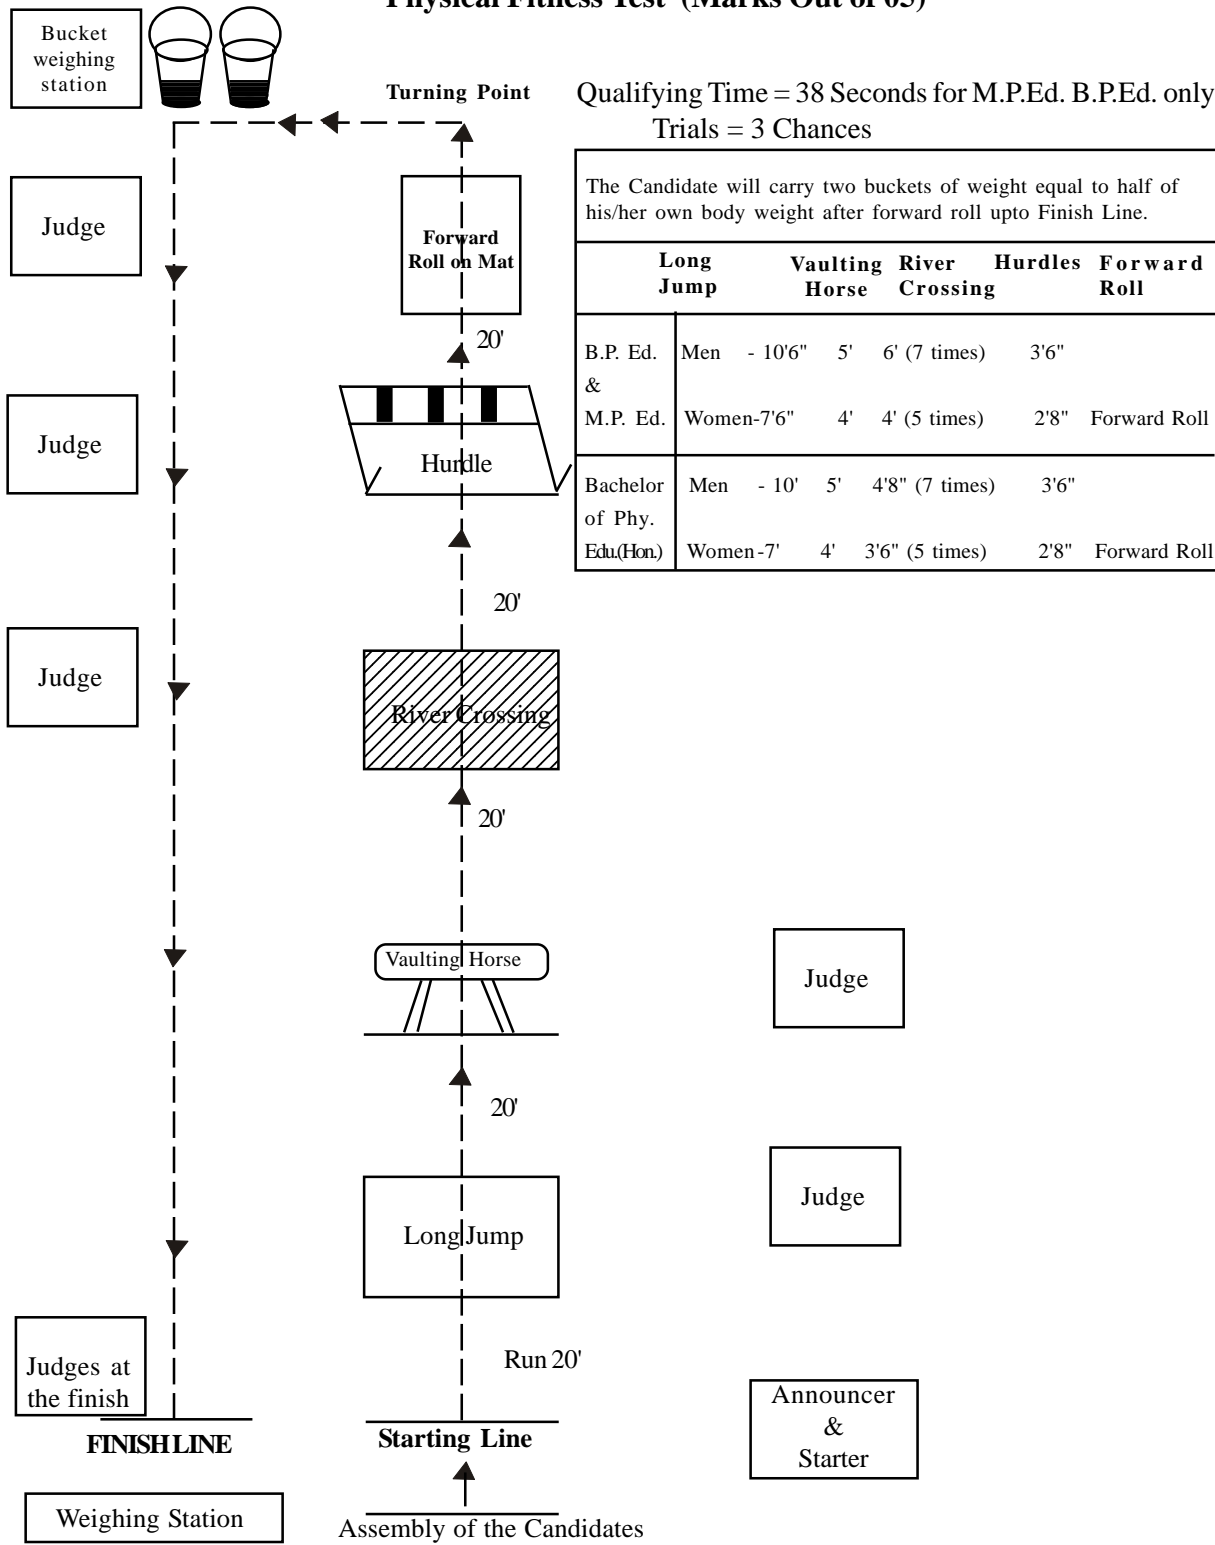 Physical Fitness Test (Marks Out of 05)
Bucket
weighing
station
Turning Point
Qualifying Time = 38 Seconds for M.P.Ed. B.P.Ed. only
Trials = 3 Chances
The Candidate will carry two buckets of weight equal to half of
his/her own body weight after forward roll upto Finish Line.
Long Jump Vaulting Horse River Crossing Hurdles Forward Roll
B.P. Ed. Men - 10'6" 5' 6' (7 times) 3'6"
&
M.P. Ed. Women-7'6" 4' 4' (5 times) 2'8" Forward Roll
Bachelor Men - 10' 5' 4'8" (7 times) 3'6"
of Phy.
Edu.(Hon.) Women-7' 4' 3'6" (5 times) 2'8" Forward Roll
Judge
Forward
Roll on Mat
20'
Judge
Hurdle
20'
Judge
River Crossing
20'
Vaulting Horse
Judge
20'
Judge
Long Jump
Run 20'
Judges at
the finish
Announcer
&
Starter
FINISH LINE
Starting Line
Weighing Station
Assembly of the Candidates